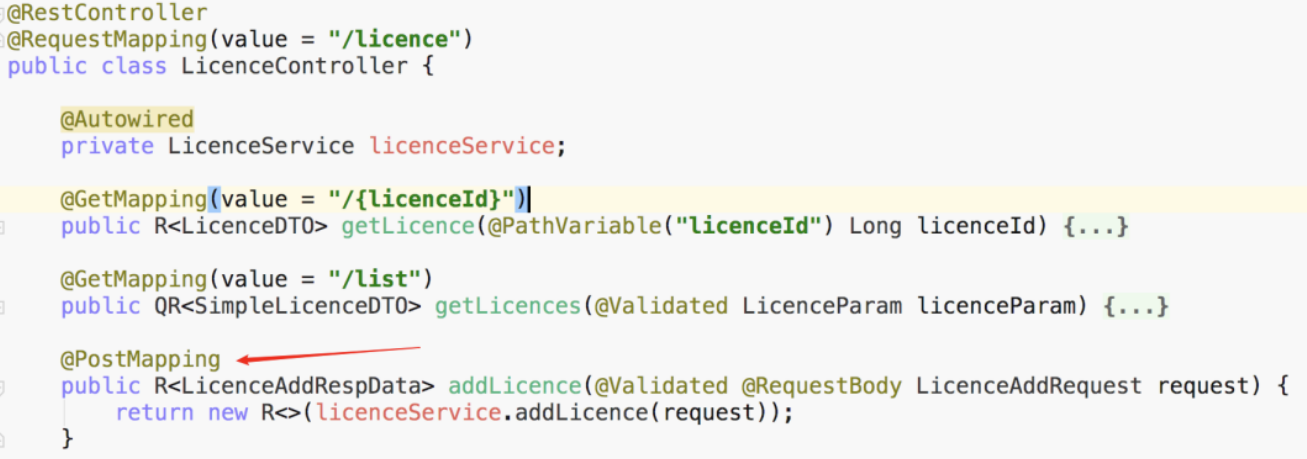 @RestController
@RequestMapping(value = "/licence")
public class LicenceController {
@Autowired
private LicenceService licenceService;
@GetMapping(value = "/{licenceId}")
public R<LicenceDTO> getLicence(@PathVariable("licenceId") Long licenceId) {...}
@GetMapping(value = "/list")
public QR<SimpleLicenceDTO> getLicences(@Validated LicenceParam licenceParam) {...}
@PostMapping
public R<LicenceAddRespData> addLicence(@Validated @RequestBody LicenceAddRequest request) {
return new R<>(licenceService.addLicence(request));
}